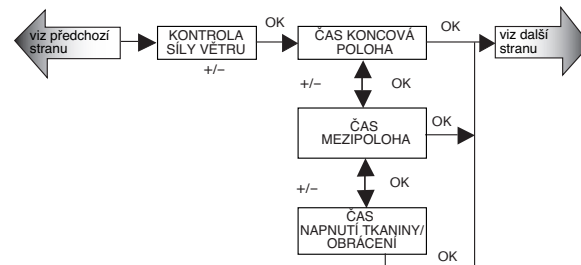 viz předchozí
stranu
KONTROLA
SÍLY VĚTRU
+/−
OK
ČAS KONCOVÁ
POLOHA
OK
viz další
stranu
+/−
OK
ČAS
MEZIPOLOHA
OK
+/−
OK
ČAS
NAPNUTÍ TKANINY/
OBRÁCENÍ
OK